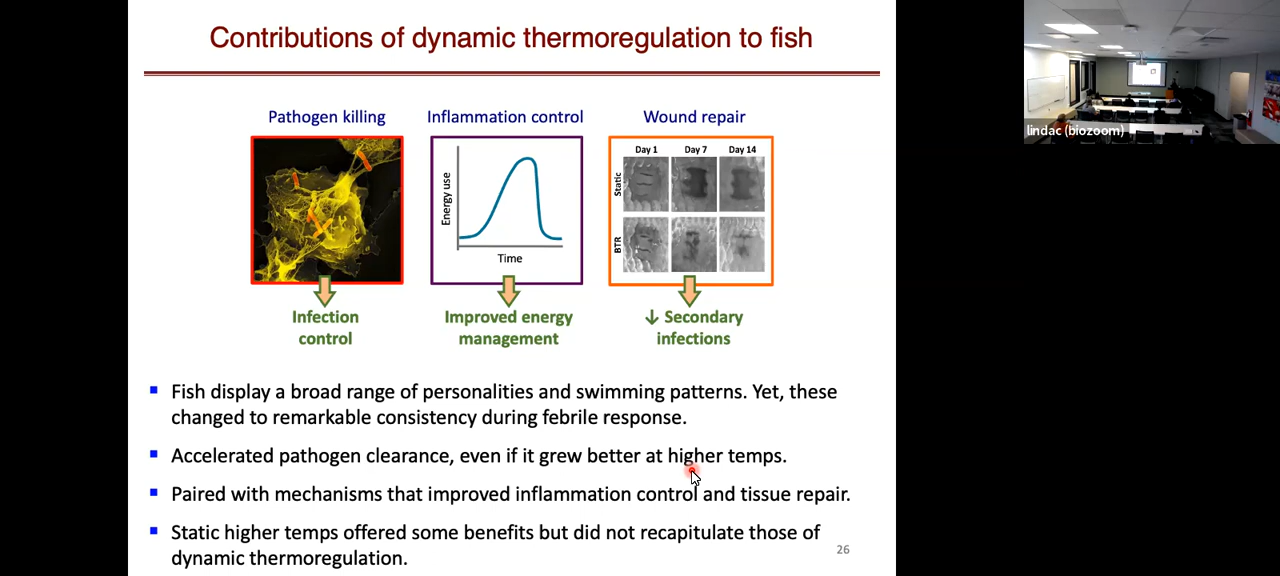 Contributions of dynamic thermoregulation to fish
Pathogen killing
Inflammation control
Wound repair
Energy use
Time
Day 1
Day 7
Day 14
Static
BTR
Infection
control
Improved energy
management
↓ Secondary
infections
▪ Fish display a broad range of personalities and swimming patterns. Yet, these
changed to remarkable consistency during febrile response.
▪ Accelerated pathogen clearance, even if it grew better at higher temps.
▪ Paired with mechanisms that improved inflammation control and tissue repair.
▪ Static higher temps offered some benefits but did not recapitulate those of
dynamic thermoregulation.
26
lindac (biozoom)